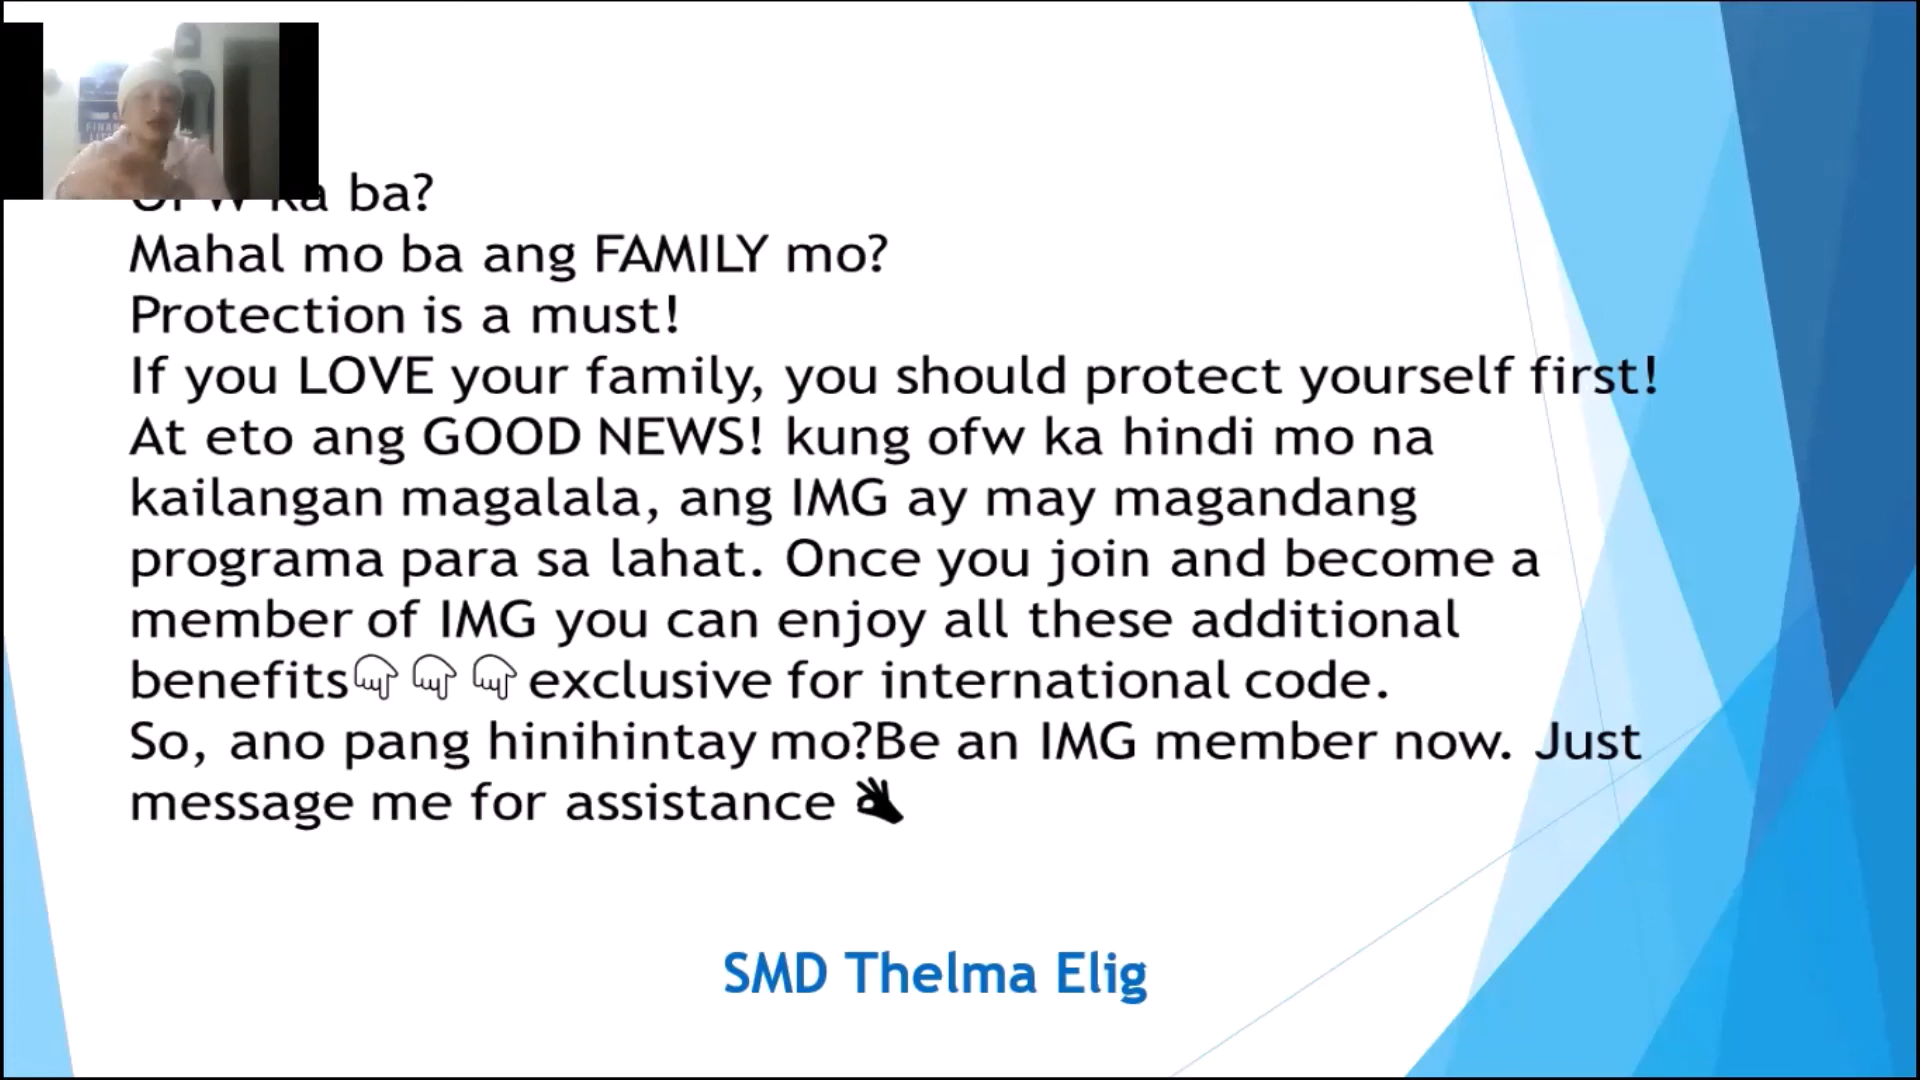 ka ba?
Mahal mo ba ang FAMILY mo?
Protection is a must!
If you LOVE your family, you should protect yourself first!
At eto ang GOOD NEWS! kung ofw ka hindi mo na
kailangan magalala, ang IMG ay may magandang
programa para sa lahat. Once you join and become a
member of IMG you can enjoy all these additional
benefits👇👇👇exclusive for international code.
So, ano pang hinihintay mo?Be an IMG member now. Just
message me for assistance 👌
SMD Thelma Elig